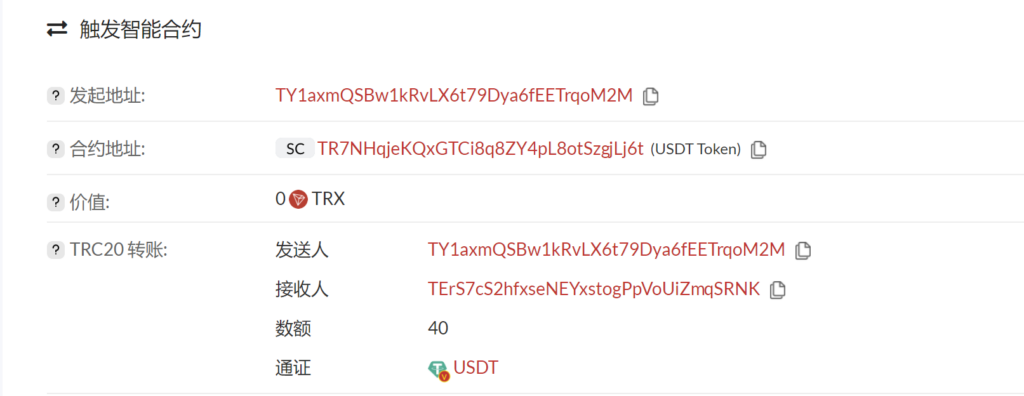 触发智能合约
? 发起地址: TY1axmQSBw1kRvLX6t79Dya6fEETrqoM2M
? 合约地址: SC TR7NHqjeKQxGTCi8q8ZY4pL8otSzgjLj6t (USDT Token)
? 价值: 0 TRX
? TRC20 转账: 发送人 TY1axmQSBw1kRvLX6t79Dya6fEETrqoM2M
接收人 TErS7cS2hfxseNEYxstogPpVoUiZmqSRNK
数额 40
通证 USDT